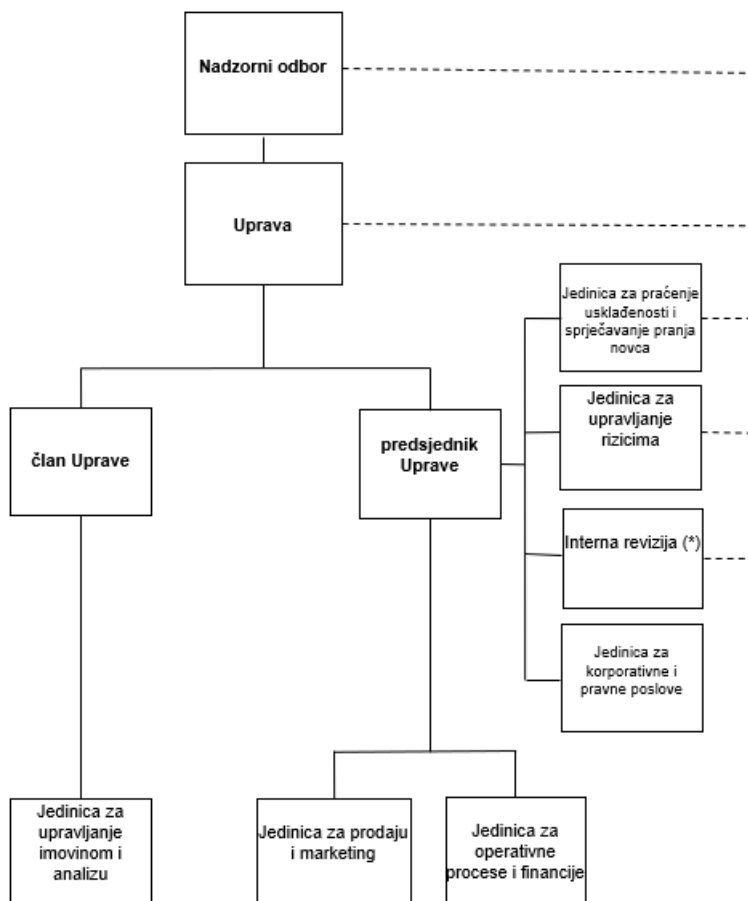 Nadzorni odbor
Uprava
Jedinica za praćenje
usklađenosti i
sprječavanje pranja
novca
Jedinica za
upravljanje
rizicima
član Uprave
predsjednik
Uprave
Interna revizija (*)
Jedinica za
korporativne i
pravne poslove
Jedinica za
upravljanje
imovinom i
analizu
Jedinica za prodaju
i marketing
Jedinica za
operativne
procese i financije